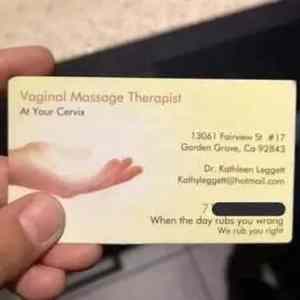 Vaginal Massage Therapist
At Your Cervix
13061 Fairview St #17
Garden Grove, Ca 92843
Dr. Kathleen Leggett
Kathyleggett@hotmail.com
7
When the day rubs you wrong
We rub you right